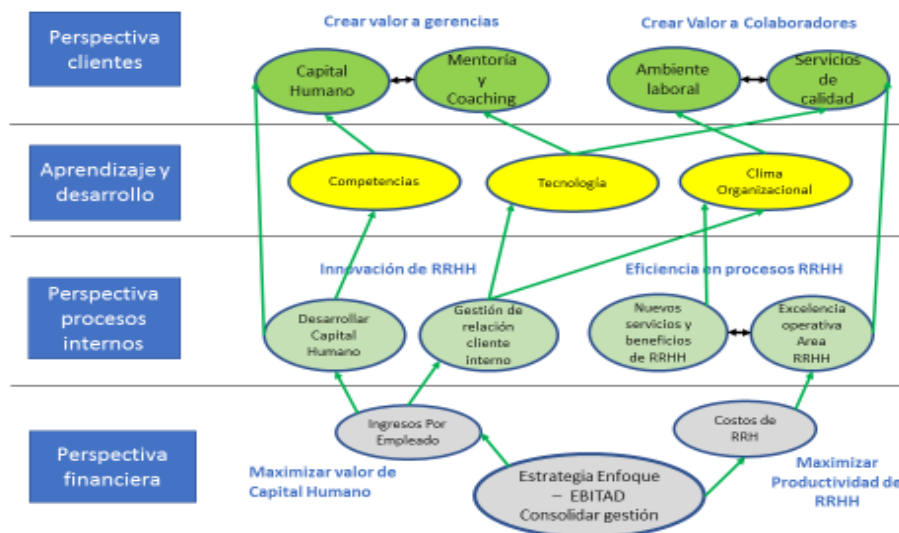 Crear valor a gerencias
Crear Valor a Colaboradores
Perspectiva
clientes
Capital
Humano
Mentoría
y
Coaching
Ambiente
laboral
Servicios
de
calidad
Aprendizaje y
desarrollo
Competencias
Tecnología
Clima
Organizacional
Innovación de RRHH
Eficiencia en procesos RRHH
Perspectiva
procesos
internos
Desarrollar
Capital
Humano
Gestión de
relación
cliente
interno
Nuevos
servicios y
beneficios
de RRHH
Excelencia
operativa
Area
RRHH
Perspectiva
financiera
Ingresos Por
Empleado
Costos de
RRH
Maximizar valor de
Capital Humano
Estrategia Enfoque
– EBITAD
Consolidar gestión
Maximizar
Productividad de
RRHH